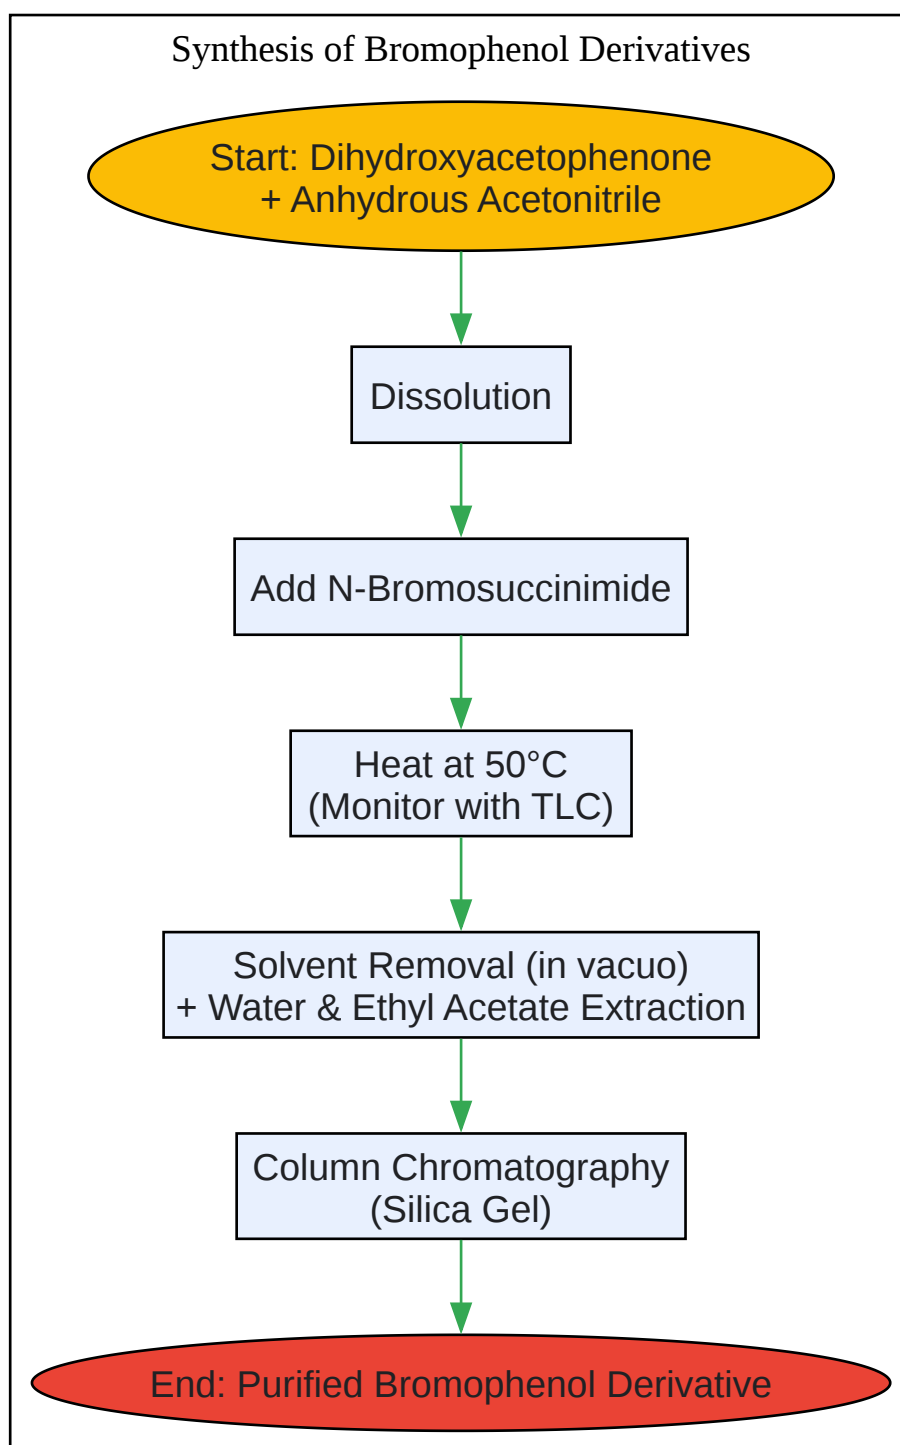 Synthesis of Bromophenol Derivatives
Start: Dihydroxyacetophenone
+ Anhydrous Acetonitrile
Dissolution
Add N-Bromosuccinimide
Heat at 50°C
(Monitor with TLC)
Solvent Removal (in vacuo)
+ Water & Ethyl Acetate Extraction
Column Chromatography
(Silica Gel)
End: Purified Bromophenol Derivative